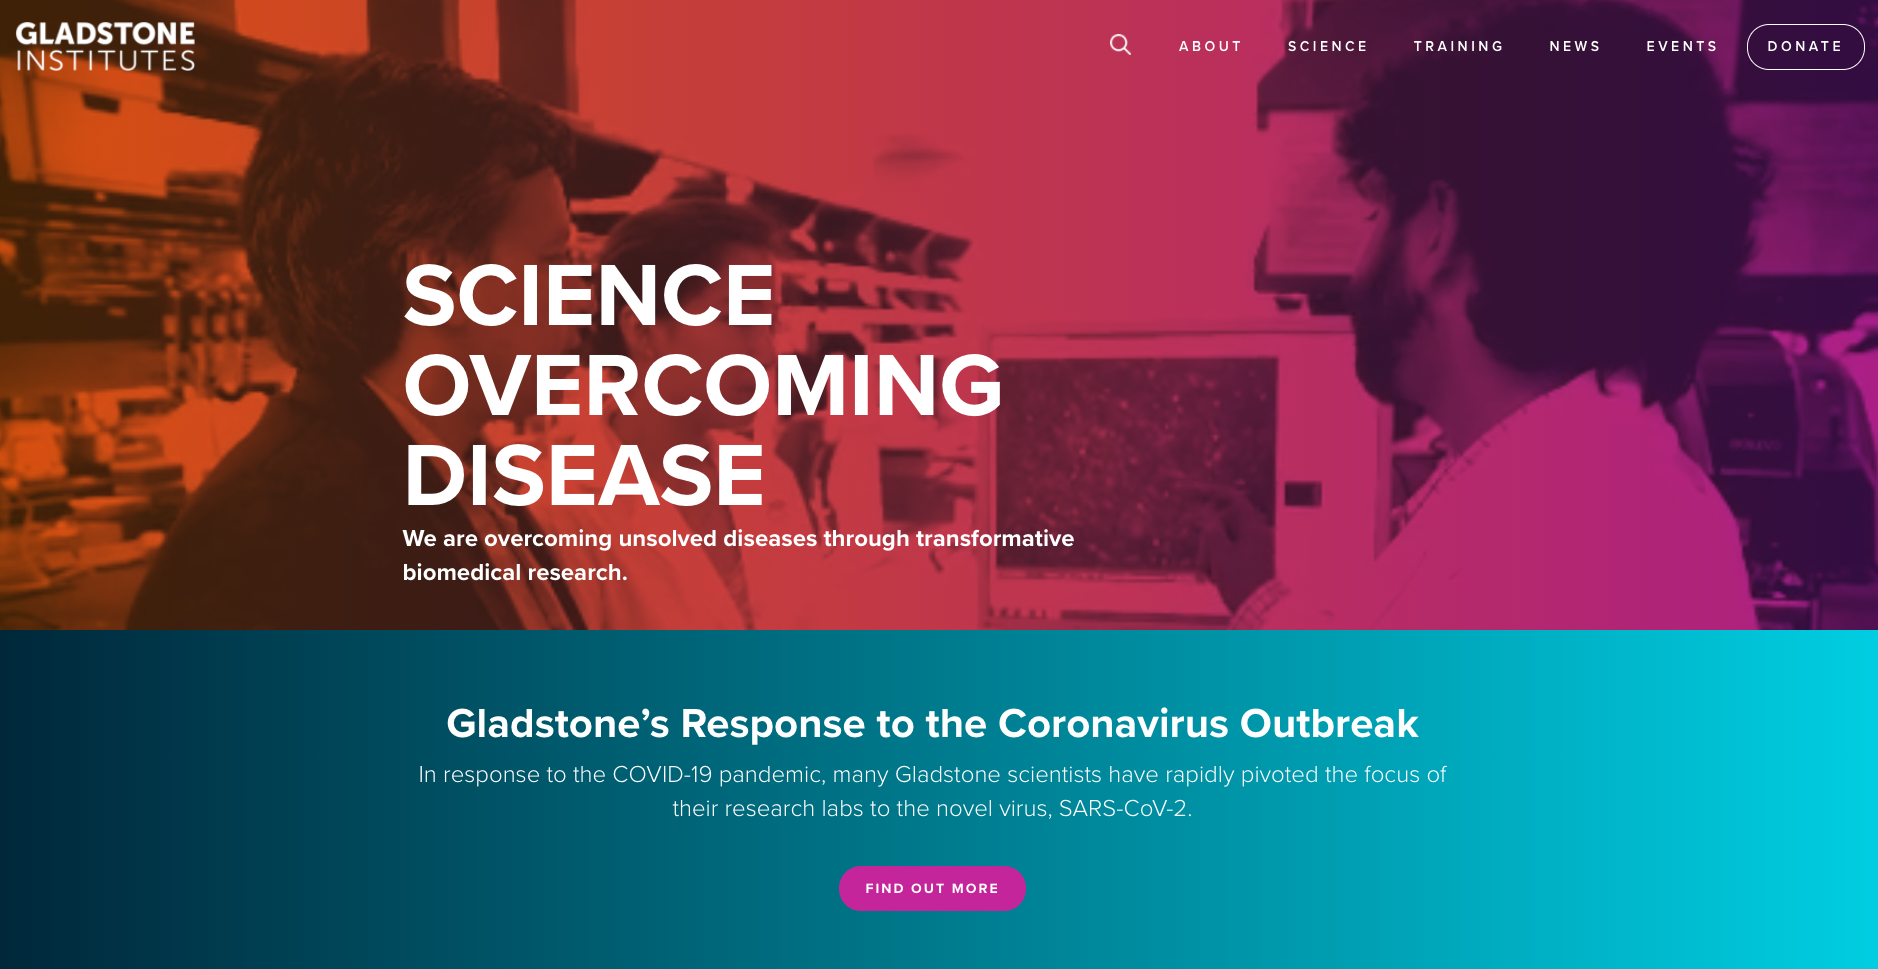 GLADSTONE
INSTITUTES
ABOUT SCIENCE TRAINING NEWS EVENTS DONATE
SCIENCE
OVERCOMING
DISEASE
We are overcoming unsolved diseases through transformative
biomedical research.
Gladstone’s Response to the Coronavirus Outbreak
In response to the COVID-19 pandemic, many Gladstone scientists have rapidly pivoted the focus of
their research labs to the novel virus, SARS-CoV-2.
FIND OUT MORE